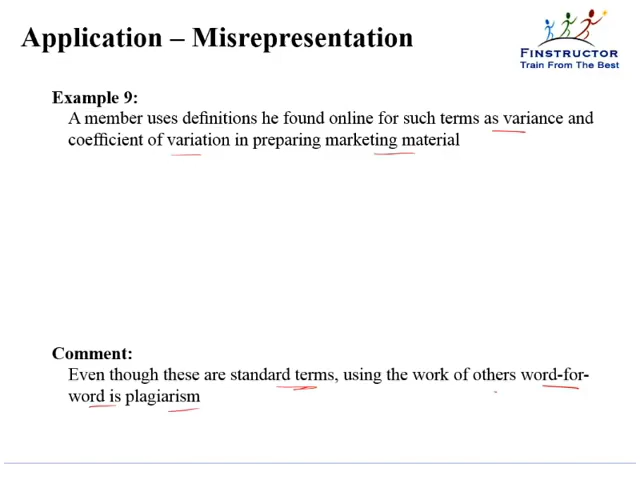 Application – Misrepresentation
FINSTRUCTOR
Train From The Best
Example 9:
A member uses definitions he found online for such terms as variance and
coefficient of variation in preparing marketing material
Comment:
Even though these are standard terms, using the work of others word-for-
word is plagiarism